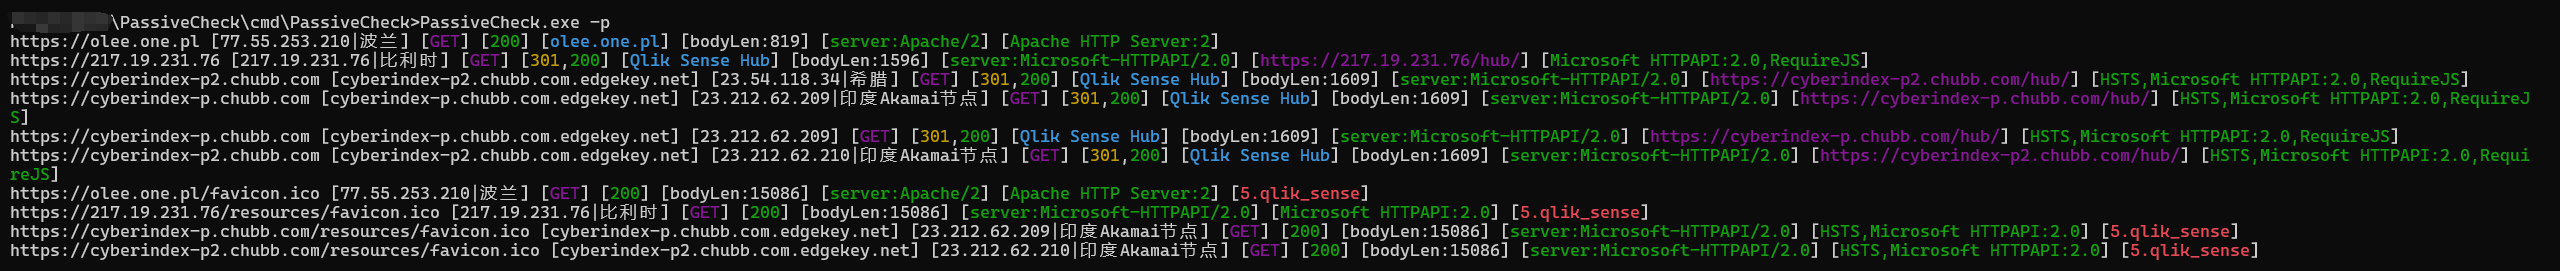 \PassiveCheck\cmd\PassiveCheck>PassiveCheck.exe -p
https://olee.one.pl [77.55.253.210|波兰] [GET] [200] [olee.one.pl] [bodyLen:819] [server:Apache/2] [Apache HTTP Server:2]
https://217.19.231.76 [217.19.231.76|比利时] [GET] [301,200] [Qlik Sense Hub] [bodyLen:1596] [server:Microsoft-HTTPAPI/2.0] [https://217.19.231.76/hub/] [Microsoft HTTPAPI:2.0,RequireJS]
https://cyberindex-p2.chubb.com [cyberindex-p2.chubb.com.edgekey.net] [23.54.118.34|希腊] [GET] [301,200] [Qlik Sense Hub] [bodyLen:1609] [server:Microsoft-HTTPAPI/2.0] [https://cyberindex-p2.chubb.com/hub/] [HSTS,Microsoft HTTPAPI:2.0,RequireJS]
https://cyberindex-p.chubb.com [cyberindex-p.chubb.com.edgekey.net] [23.212.62.209|印度Akamai节点] [GET] [301,200] [Qlik Sense Hub] [bodyLen:1609] [server:Microsoft-HTTPAPI/2.0] [https://cyberindex-p.chubb.com/hub/] [HSTS,Microsoft HTTPAPI:2.0,RequireJ
S]
https://cyberindex-p.chubb.com [cyberindex-p.chubb.com.edgekey.net] [23.212.62.209] [GET] [301,200] [Qlik Sense Hub] [bodyLen:1609] [server:Microsoft-HTTPAPI/2.0] [https://cyberindex-p.chubb.com/hub/] [HSTS,Microsoft HTTPAPI:2.0,RequireJS]
https://cyberindex-p2.chubb.com [cyberindex-p2.chubb.com.edgekey.net] [23.212.62.210|印度Akamai节点] [GET] [301,200] [Qlik Sense Hub] [bodyLen:1609] [server:Microsoft-HTTPAPI/2.0] [https://cyberindex-p2.chubb.com/hub/] [HSTS,Microsoft HTTPAPI:2.0,Requi
reJS]
https://olee.one.pl/favicon.ico [77.55.253.210|波兰] [GET] [200] [bodyLen:15086] [server:Apache/2] [Apache HTTP Server:2] [5.qlik_sense]
https://217.19.231.76/resources/favicon.ico [217.19.231.76|比利时] [GET] [200] [bodyLen:15086] [server:Microsoft-HTTPAPI/2.0] [Microsoft HTTPAPI:2.0] [5.qlik_sense]
https://cyberindex-p.chubb.com/resources/favicon.ico [cyberindex-p.chubb.com.edgekey.net] [23.212.62.209|印度Akamai节点] [GET] [200] [bodyLen:15086] [server:Microsoft-HTTPAPI/2.0] [HSTS,Microsoft HTTPAPI:2.0] [5.qlik_sense]
https://cyberindex-p2.chubb.com/resources/favicon.ico [cyberindex-p2.chubb.com.edgekey.net] [23.212.62.210|印度Akamai节点] [GET] [200] [bodyLen:15086] [server:Microsoft-HTTPAPI/2.0] [HSTS,Microsoft HTTPAPI:2.0] [5.qlik_sense]